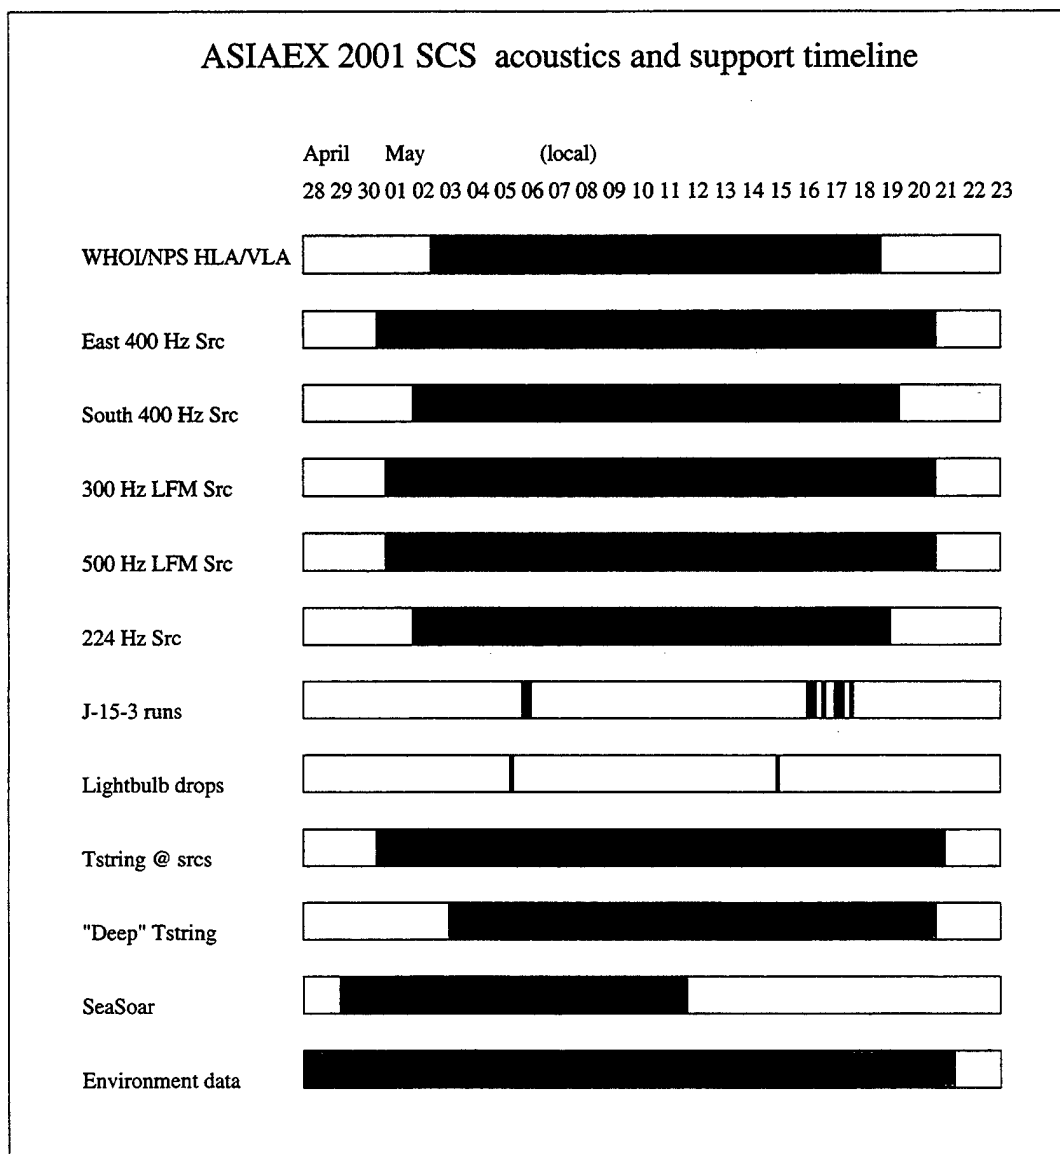 ASIAEX 2001 SCS acoustics and support timeline
April May (local)
28 29 30 01 02 03 04 05 06 07 08 09 10 11 12 13 14 15 16 17 18 19 20 21 22 23
WHOI/NPS HLA/VLA
East 400 Hz Src
South 400 Hz Src
300 Hz LFM Src
500 Hz LFM Src
224 Hz Src
J-15-3 runs
Lightbulb drops
Tstring @ srcs
"Deep" Tstring
SeaSoar
Environment data